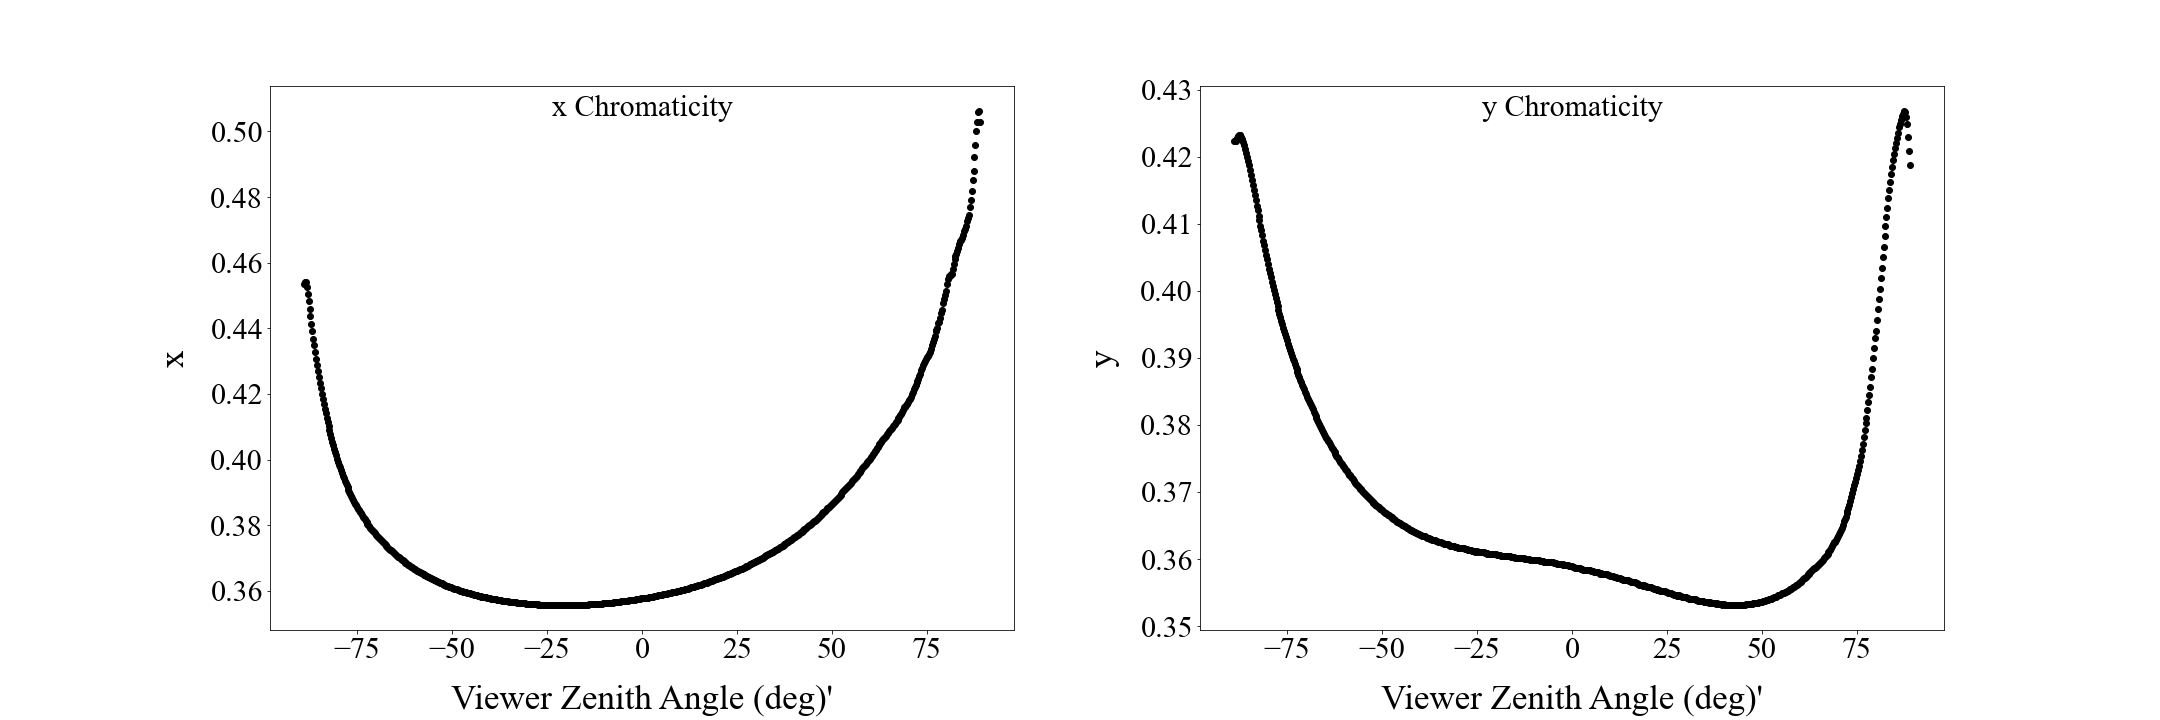 x Chromaticity
0.50
0.48
0.46
0.44
0.42
0.40
0.38
0.36
x
−75 −50 −25 0 25 50 75
Viewer Zenith Angle (deg)'
y Chromaticity
0.43
0.42
0.41
0.40
0.39
0.38
0.37
0.36
0.35
y
−75 −50 −25 0 25 50 75
Viewer Zenith Angle (deg)'